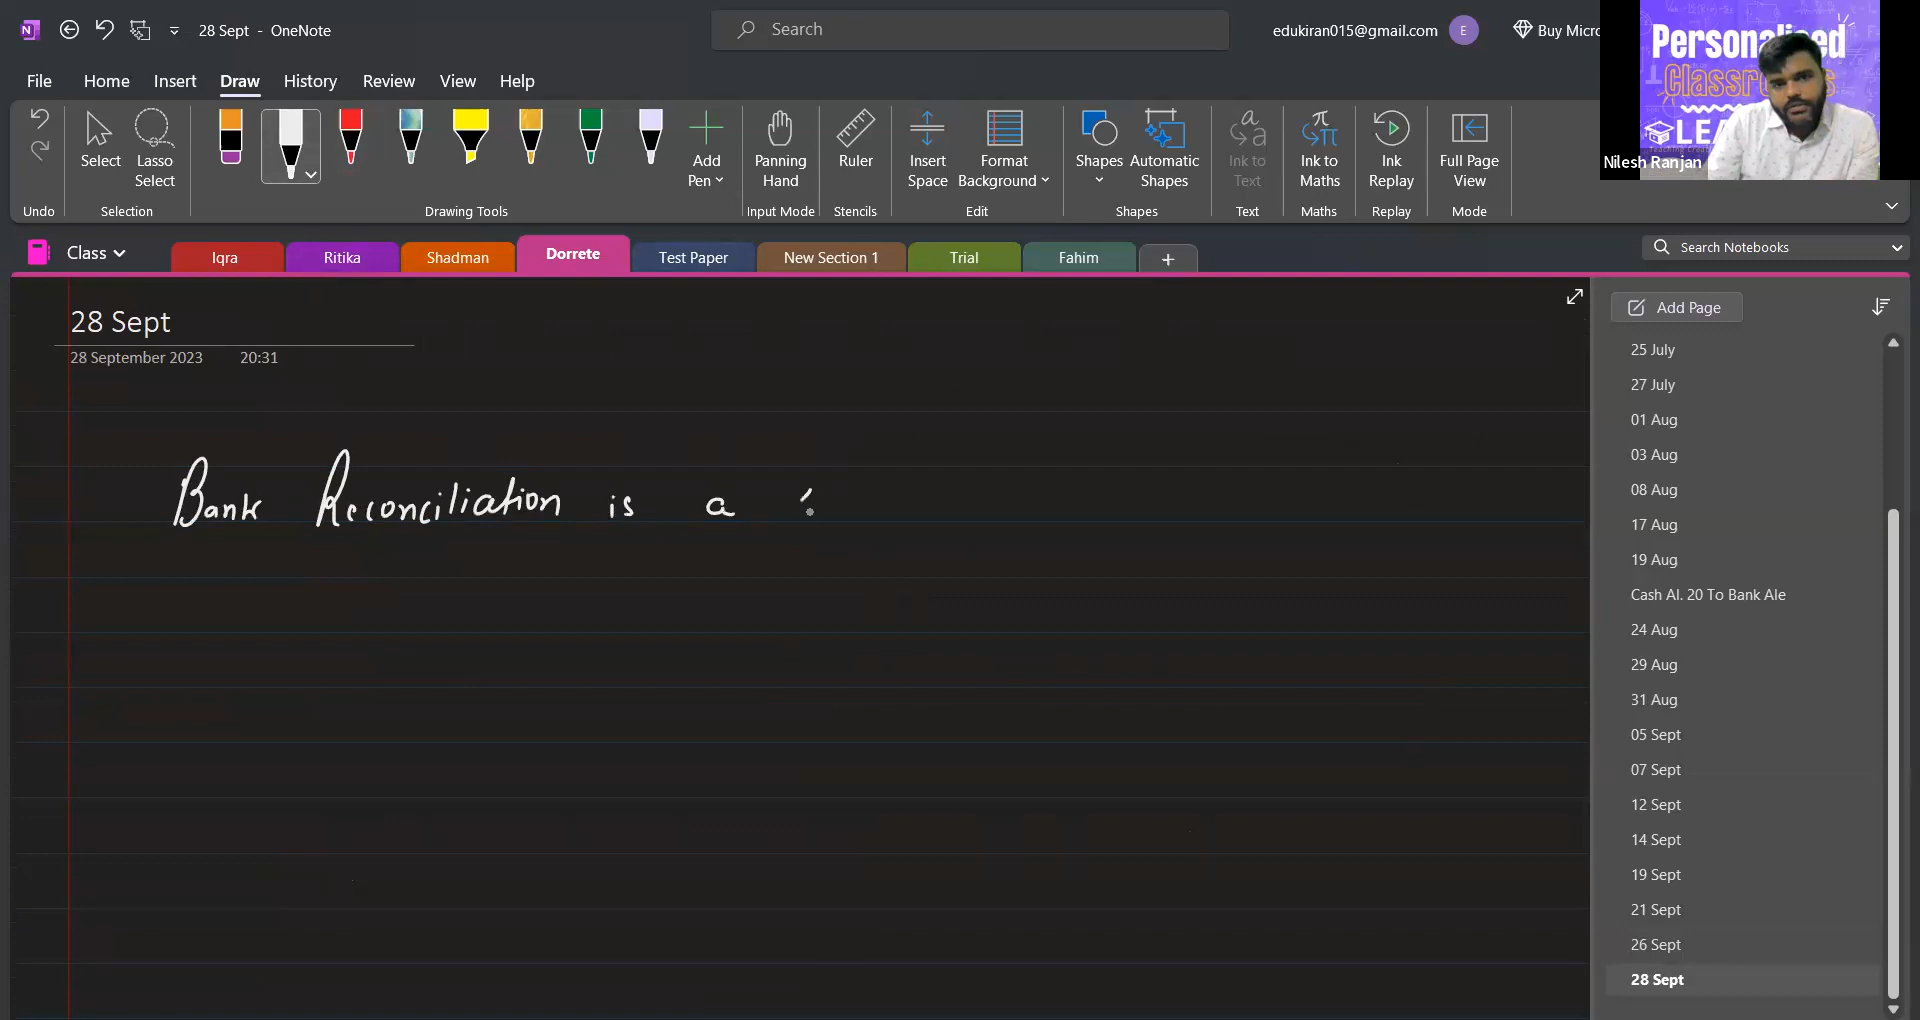 28 Sept - OneNote
Search
edukiran015@gmail.com
E
Buy Micro
Personalised
Nilesh Ranjan
File Home Insert Draw History Review View Help
Select
Lasso Select
Add Pen
Panning Hand
Ruler
Insert Space
Format Background
Shapes
Automatic Shapes
Ink to Text
Ink to Maths
Ink Replay
Full Page View
Undo Selection Drawing Tools Input Mode Stencils Edit Shapes Text Maths Replay Mode
Class Iqra Ritika Shadman Dorrete Test Paper New Section 1 Trial Fahim
Search Notebooks
28 Sept
28 September 2023 20:31
Bank Reconciliation is a
Add Page
25 July
27 July
01 Aug
03 Aug
08 Aug
17 Aug
19 Aug
Cash Al. 20 To Bank Ale
24 Aug
29 Aug
31 Aug
05 Sept
07 Sept
12 Sept
14 Sept
19 Sept
21 Sept
26 Sept
28 Sept